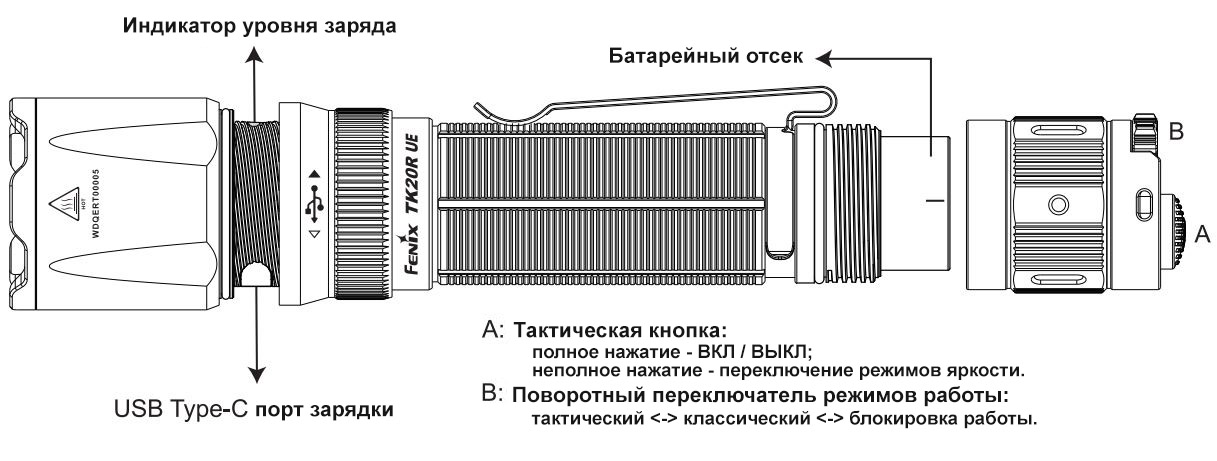 Индикатор уровня заряда
Батарейный отсек
B
A
HOT
WDQERT00005
FENIX TK20R UE
A: Тактическая кнопка:
полное нажатие - ВКЛ / ВЫКЛ;
неполное нажатие - переключение режимов яркости.
B: Поворотный переключатель режимов работы:
тактический <-> классический <-> блокировка работы.
USB Type-C порт зарядки